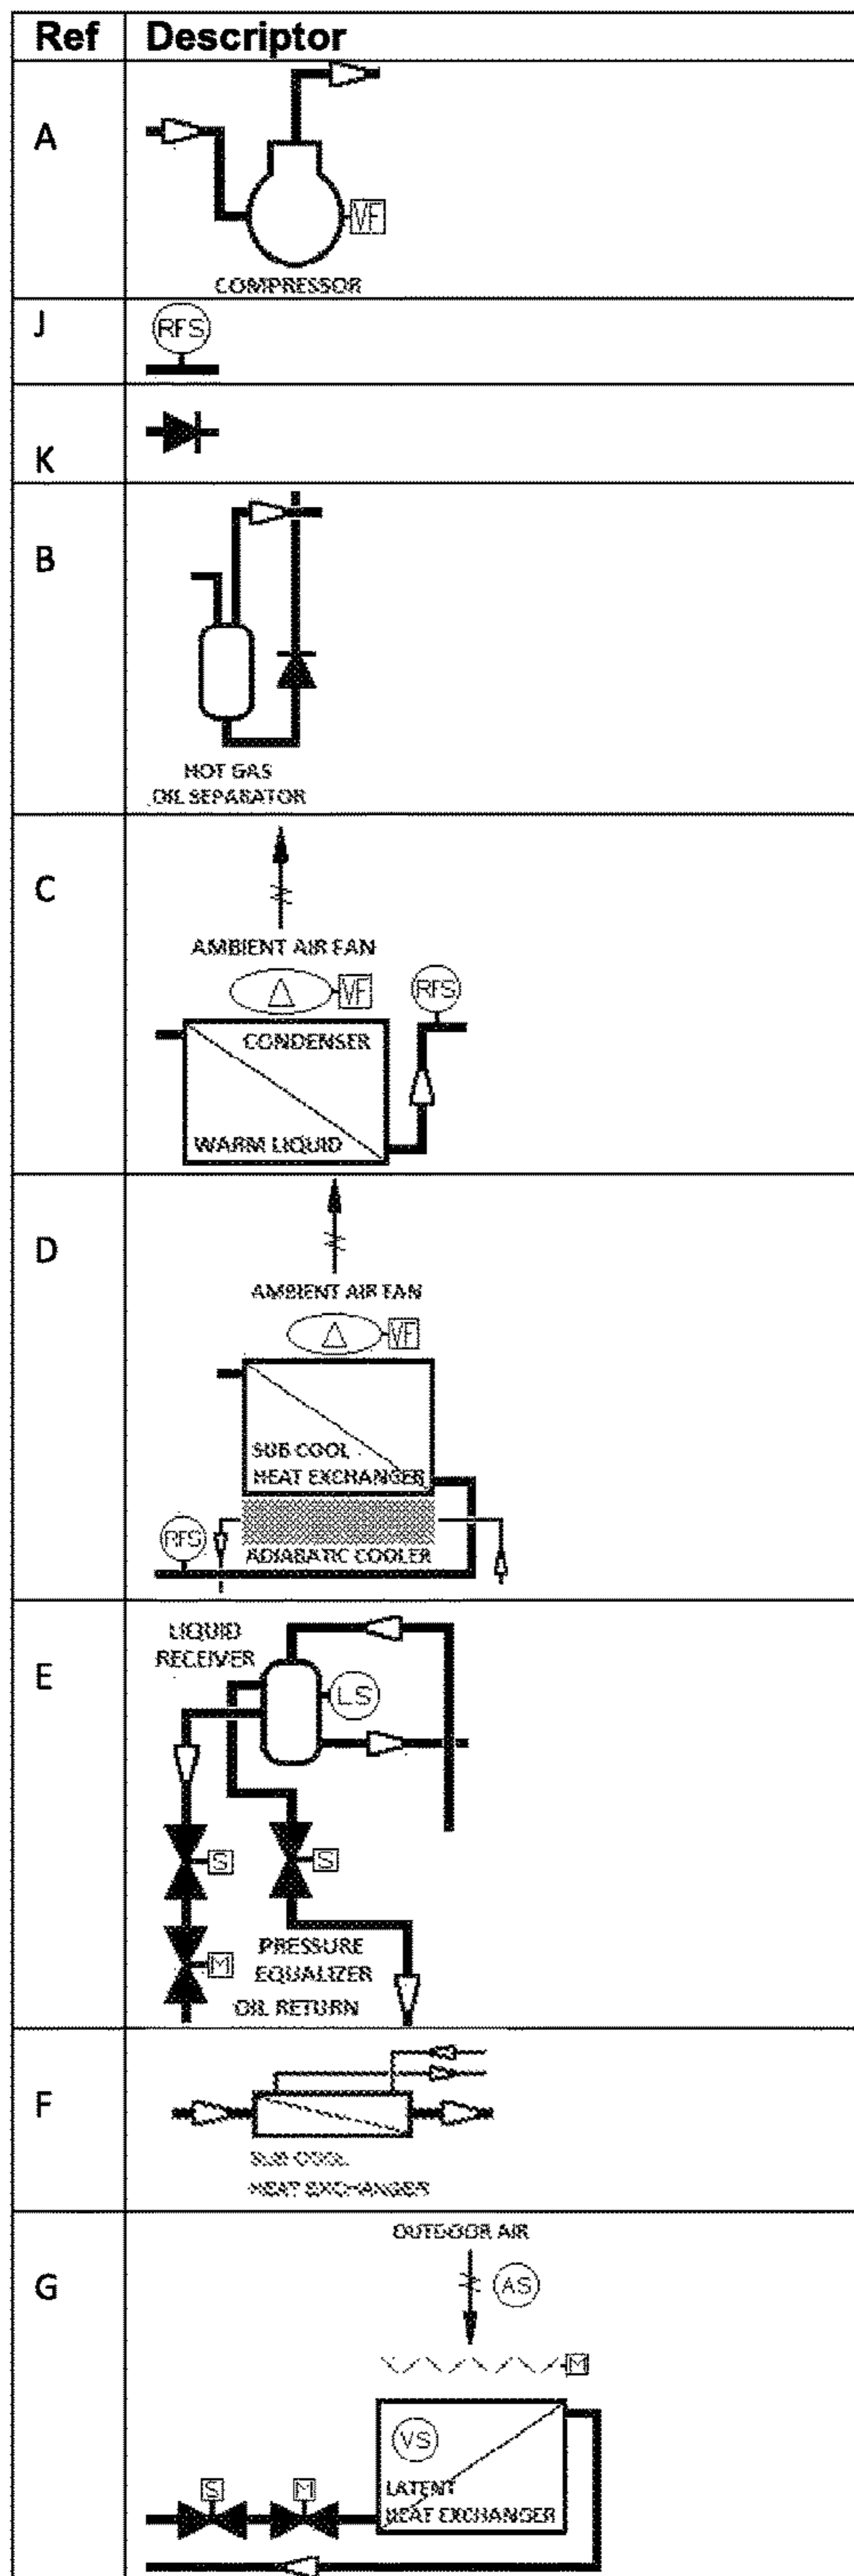 Ref Descriptor
A
VF
COMPRESSOR
J
RFS
K
B
HOT GAS
OIL SEPARATOR
C
AMBIENT AIR FAN
VF
RFS
CONDENSER
WARM LIQUID
D
AMBIENT AIR FAN
VF
SUB COOL
HEAT EXCHANGER
RFS
ADIABATIC COOLER
E
LIQUID
RECEIVER
LS
S
S
M
PRESSURE
EQUALIZER
OIL RETURN
F
SUB COOL
HEAT EXCHANGER
G
OUTDOOR AIR
AS
M
VS
S
M
LATENT
HEAT EXCHANGER